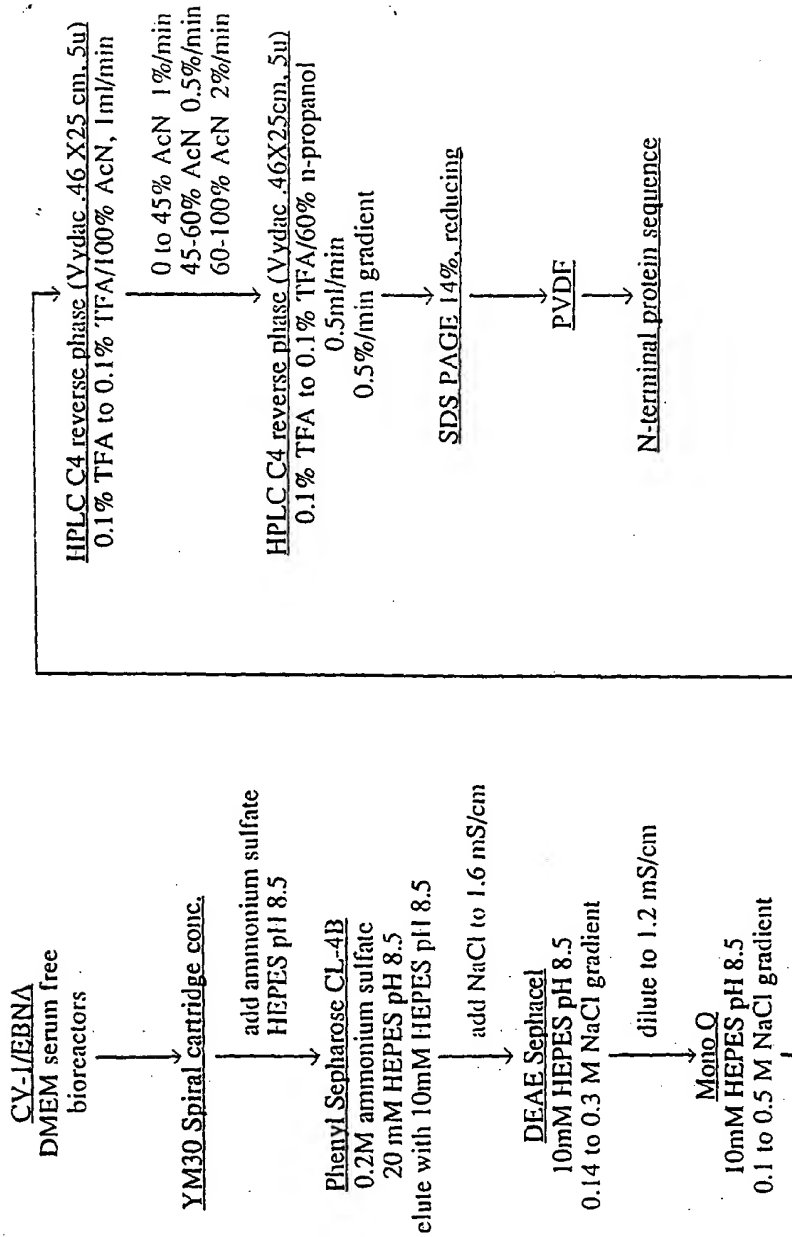 CV-1/EBNA
DMEM serum free
bioreactors
YM30 Spiral cartridge conc.
add ammonium sulfate
HEPES pH 8.5
Phenyl Sepharose CL-4B
0.2M ammonium sulfate
20 mM HEPES pH 8.5
elute with 10mM HEPES pH 8.5
add NaCl to 1.6 mS/cm
DEAE Sephacel
10mM HEPES pH 8.5
0.14 to 0.3 M NaCl gradient
dilute to 1.2 mS/cm
Mono Q
10mM HEPES pH 8.5
0.1 to 0.5 M NaCl gradient
HPLC C4 reverse phase (Vydac .46 X25 cm, 5u)
0.1% TFA to 0.1% TFA/100% AcN, 1ml/min
0 to 45% AcN 1%/min
45-60% AcN 0.5%/min
60-100% AcN 2%/min
HPLC C4 reverse phase (Vydac .46X25cm, 5u)
0.1% TFA to 0.1% TFA/60% n-propanol
0.5ml/min
0.5%/min gradient
SDS PAGE 14%, reducing
PVDF
N-terminal protein sequence